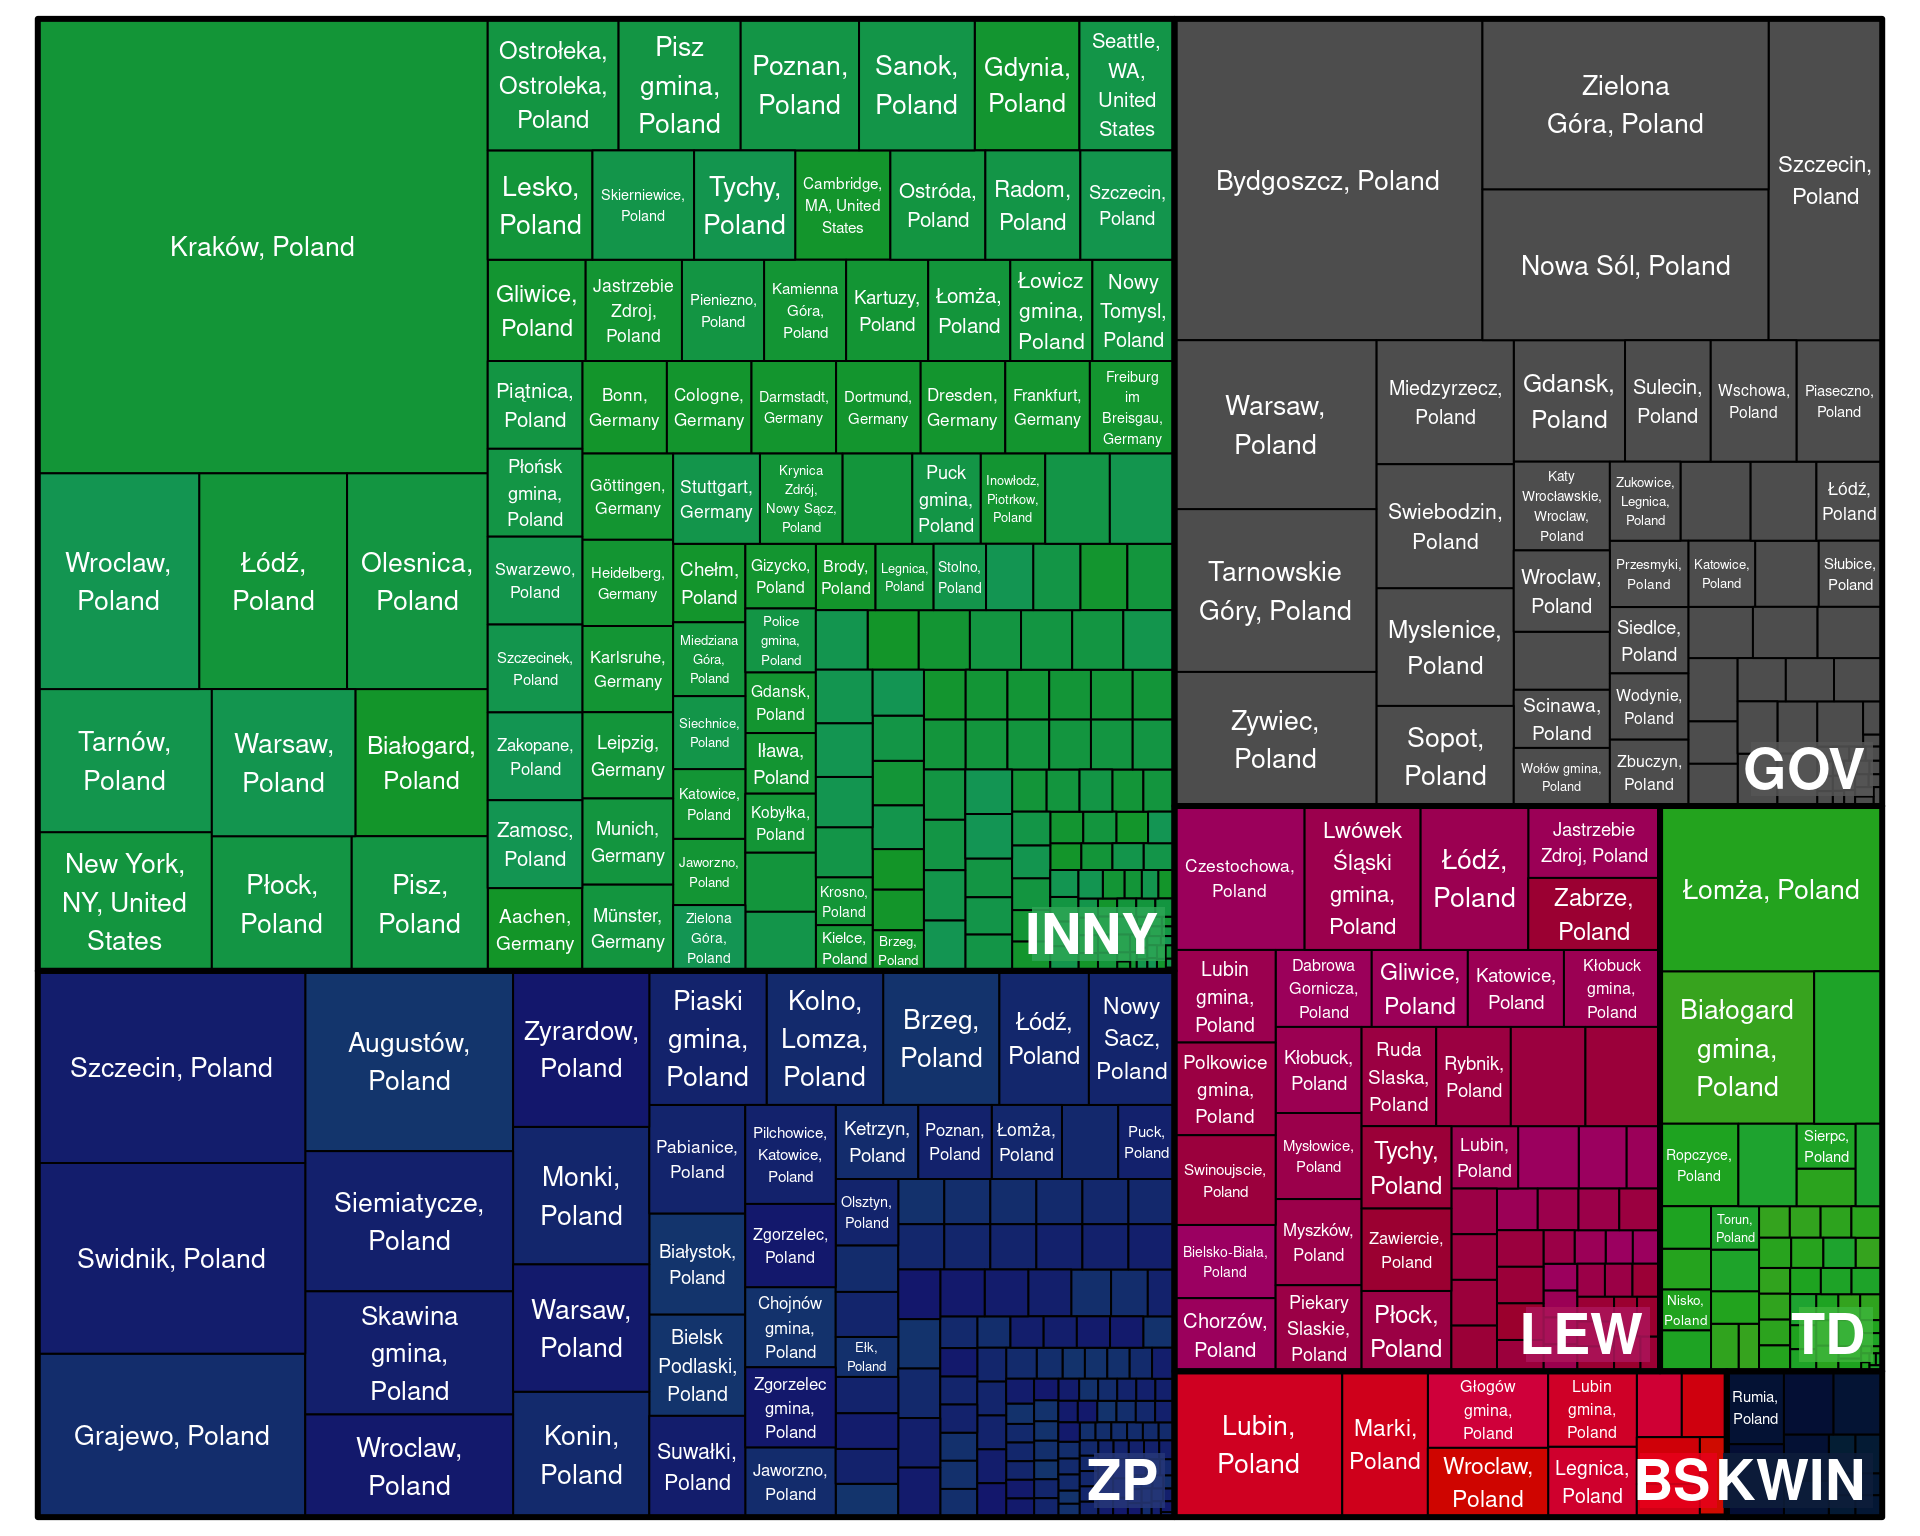 Kraków, Poland
Wroclaw,
Poland
Łódź,
Poland
Olesnica,
Poland
Tarnów,
Poland
Warsaw,
Poland
Białogard,
Poland
New York,
NY, United
States
Płock,
Poland
Pisz,
Poland
Ostrołeka,
Ostroleka,
Poland
Pisz
gmina,
Poland
Poznan,
Poland
Sanok,
Poland
Gdynia,
Poland
Seattle,
WA,
United
States
Lesko,
Poland
Skierniewice,
Poland
Tychy,
Poland
Cambridge,
MA, United
States
Ostróda,
Poland
Radom,
Poland
Szczecin,
Poland
Gliwice,
Poland
Jastrzebie
Zdroj,
Poland
Pieniezno,
Poland
Kamienna
Góra,
Poland
Kartuzy,
Poland
Łomża,
Poland
Łowicz
gmina,
Poland
Nowy
Tomysl,
Poland
Piątnica,
Poland
Bonn,
Germany
Cologne,
Germany
Darmstadt,
Germany
Dortmund,
Germany
Dresden,
Germany
Frankfurt,
Germany
Freiburg
im
Breisgau,
Germany
Płońsk
gmina,
Poland
Göttingen,
Germany
Stuttgart,
Germany
Krynica
Zdrój,
Nowy Sącz,
Poland
Puck
gmina,
Poland
Inowłodz,
Piotrkow,
Poland
Swarzewo,
Poland
Heidelberg,
Germany
Chełm,
Poland
Gizycko,
Poland
Brody,
Poland
Legnica,
Poland
Stolno,
Poland
Szczecinek,
Poland
Karlsruhe,
Germany
Miedziana
Góra,
Poland
Police
gmina,
Poland
Gdansk,
Poland
Zakopane,
Poland
Leipzig,
Germany
Siechnice,
Poland
Iława,
Poland
Zamosc,
Poland
Munich,
Germany
Katowice,
Poland
Kobyłka,
Poland
Jaworzno,
Poland
Aachen,
Germany
Münster,
Germany
Zielona
Góra,
Poland
Krosno,
Poland
Kielce,
Poland
Brzeg,
Poland
INNY
Bydgoszcz, Poland
Zielona
Góra, Poland
Nowa Sól, Poland
Szczecin,
Poland
Warsaw,
Poland
Tarnowskie
Góry, Poland
Zywiec,
Poland
Miedzyrzecz,
Poland
Swiebodzin,
Poland
Myslenice,
Poland
Sopot,
Poland
Gdansk,
Poland
Sulecin,
Poland
Wschowa,
Poland
Piaseczno,
Poland
Katy
Wrocławskie,
Wroclaw,
Poland
Zukowice,
Legnica,
Poland
Łódź,
Poland
Wroclaw,
Poland
Przesmyki,
Poland
Katowice,
Poland
Słubice,
Poland
Siedlce,
Poland
Scinawa,
Poland
Wodynie,
Poland
Wołów gmina,
Poland
Zbuczyn,
Poland
GOV
Szczecin, Poland
Swidnik, Poland
Grajewo, Poland
Augustów,
Poland
Siemiatycze,
Poland
Skawina
gmina,
Poland
Wroclaw,
Poland
Zyrardow,
Poland
Monki,
Poland
Warsaw,
Poland
Konin,
Poland
Piaski
gmina,
Poland
Kolno,
Lomza,
Poland
Brzeg,
Poland
Łódź,
Poland
Nowy
Sacz,
Poland
Pabianice,
Poland
Pilchowice,
Katowice,
Poland
Ketrzyn,
Poland
Poznan,
Poland
Łomża,
Poland
Puck,
Poland
Białystok,
Poland
Zgorzelec,
Poland
Olsztyn,
Poland
Bielsk
Podlaski,
Poland
Chojnów
gmina,
Poland
Ełk,
Poland
Zgorzelec
gmina,
Poland
Suwałki,
Poland
Jaworzno,
Poland
ZP
Czestochowa,
Poland
Lwówek
Śląski
gmina,
Poland
Łódź,
Poland
Jastrzebie
Zdroj, Poland
Zabrze,
Poland
Lubin
gmina,
Poland
Dabrowa
Gornicza,
Poland
Gliwice,
Poland
Katowice,
Poland
Kłobuck
gmina,
Poland
Polkowice
gmina,
Poland
Kłobuck,
Poland
Ruda
Slaska,
Poland
Rybnik,
Poland
Swinoujscie,
Poland
Mysłowice,
Poland
Tychy,
Poland
Lubin,
Poland
Bielsko-Biała,
Poland
Myszków,
Poland
Zawiercie,
Poland
Chorzów,
Poland
Piekary
Slaskie,
Poland
Płock,
Poland
LEW
Łomża, Poland
Białogard
gmina,
Poland
Ropczyce,
Poland
Sierpc,
Poland
Torun,
Poland
Nisko,
Poland
TD
Lubin,
Poland
Marki,
Poland
Głogów
gmina,
Poland
Lubin
gmina,
Poland
Wroclaw,
Poland
Legnica,
Poland
BS
Rumia,
Poland
KWIN